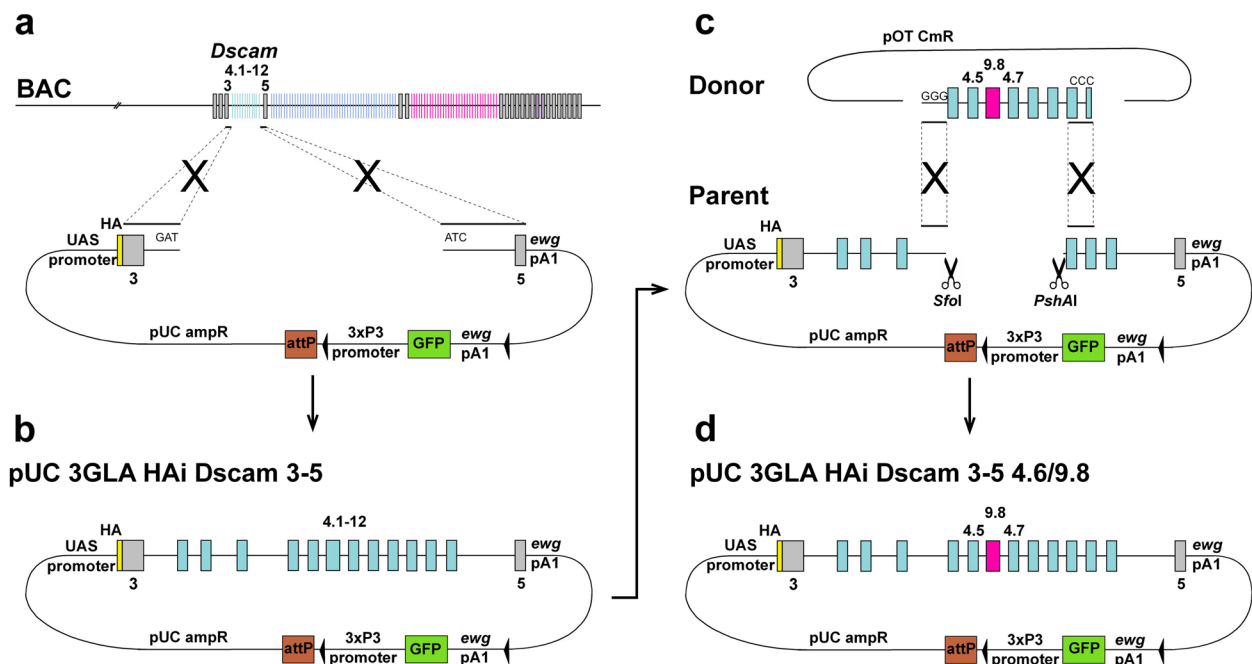 a
Dscam
4.1-12
3 5
BAC
HA
UAS
promoter
GAT
ATC
ewg
pA1
3
5
pUC ampR
attP
3xP3
promoter
GFP
ewg
pA1
b
pUC 3GLA HAi Dscam 3-5
4.1-12
HA
UAS
promoter
ewg
pA1
3
5
pUC ampR
attP
3xP3
promoter
GFP
ewg
pA1
c
pOT CmR
Donor
9.8
4.5 4.7
GGG
CCC
Parent
HA
UAS
promoter
ewg
pA1
3
5
SfoI
PshAI
pUC ampR
attP
3xP3
promoter
GFP
ewg
pA1
d
pUC 3GLA HAi Dscam 3-5 4.6/9.8
9.8
4.5 4.7
HA
UAS
promoter
ewg
pA1
3
5
pUC ampR
attP
3xP3
promoter
GFP
ewg
pA1